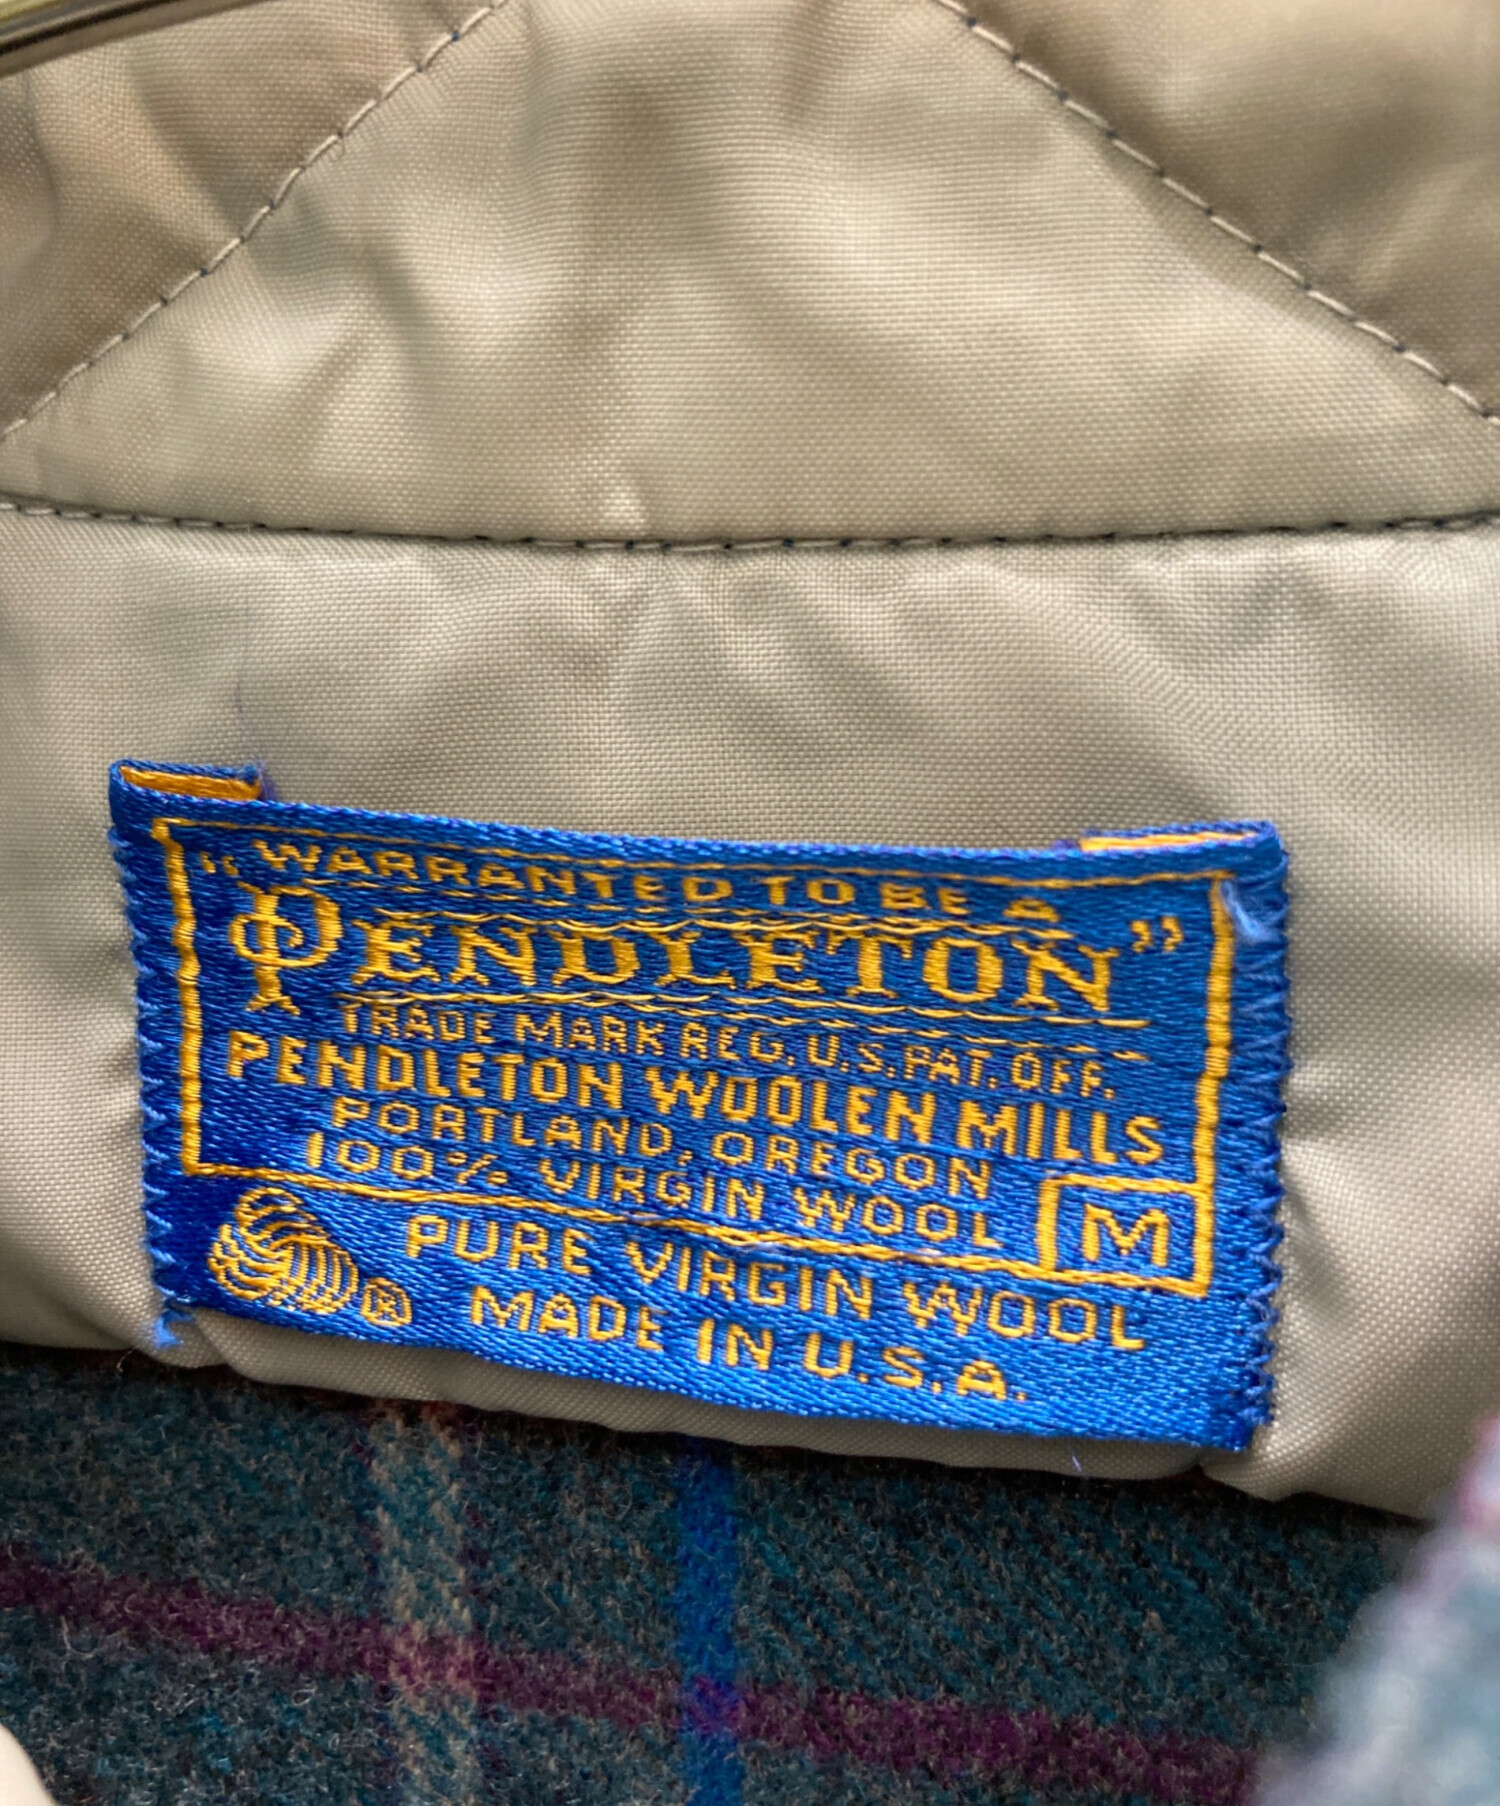 “WARRANTED TO BE A
PENDLETON”
TRADE MARK REG. U.S. PAT. OFF.
PENDLETON WOOLEN MILLS
PORTLAND, OREGON
100% VIRGIN WOOL
M
PURE VIRGIN WOOL
®
MADE IN U.S.A.